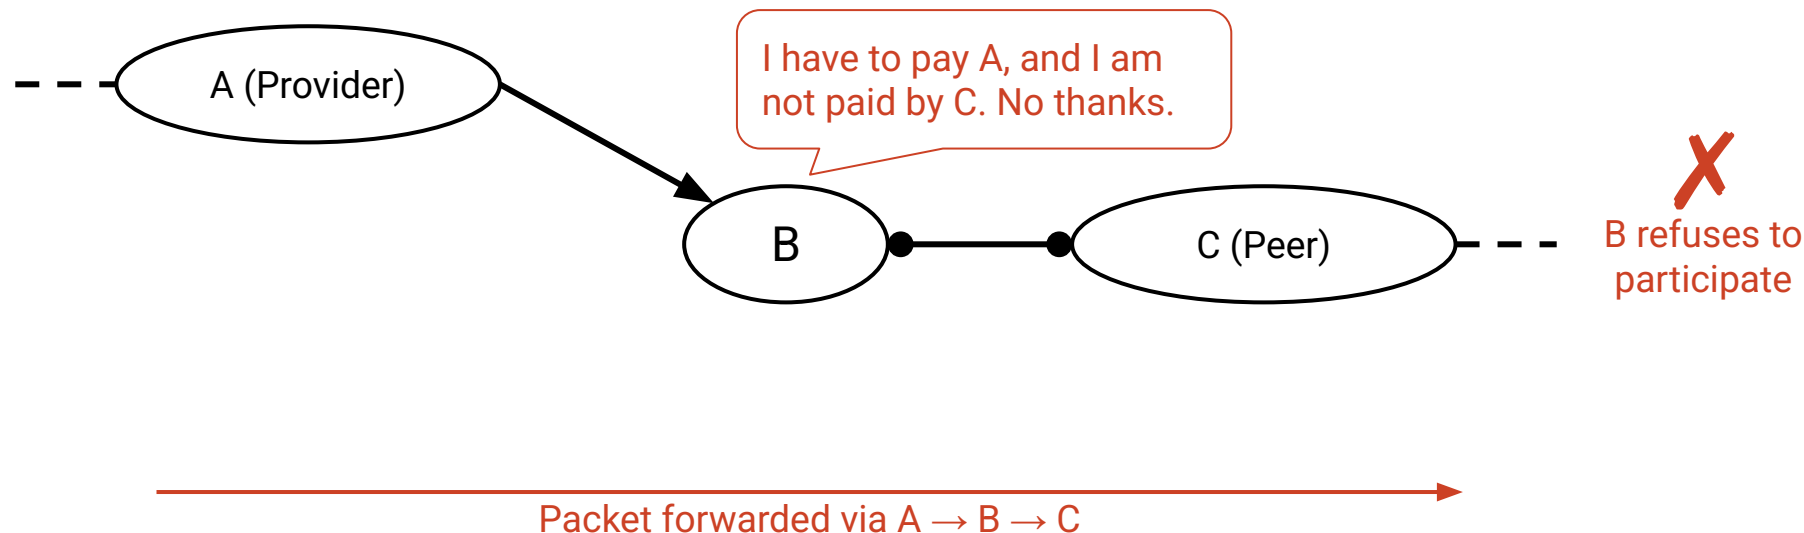 A (Provider)
I have to pay A, and I am
not paid by C. No thanks.
B
C (Peer)
✗
B refuses to
participate
Packet forwarded via A → B → C